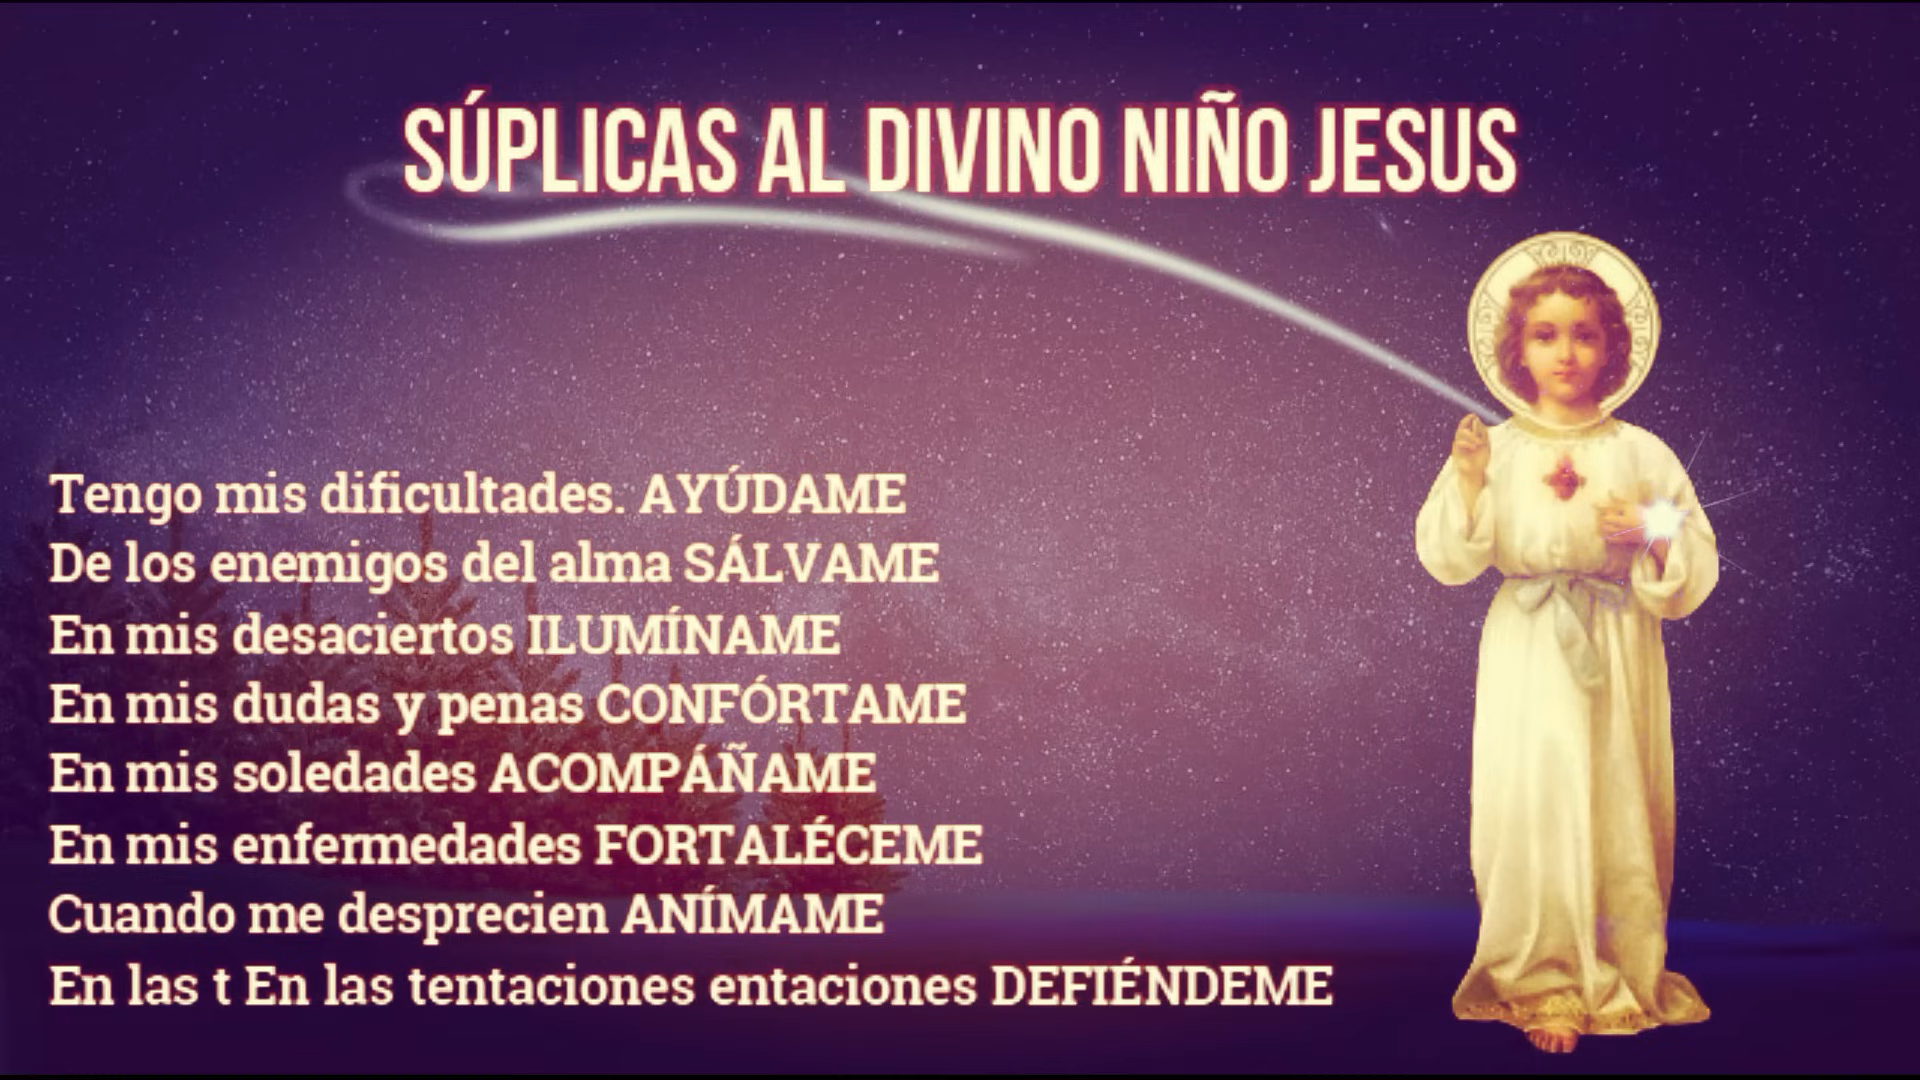 SÚPLICAS AL DIVINO NIÑO JESUS
Tengo mis dificultades. AYÚDAME
De los enemigos del alma SÁLVAME
En mis desaciertos ILUMÍNAME
En mis dudas y penas CONFÓRTAME
En mis soledades ACOMPÁÑAME
En mis enfermedades FORTALÉCEME
Cuando me desprecien ANÍMAME
En las t En las tentaciones entaciones DEFIÉNDEME